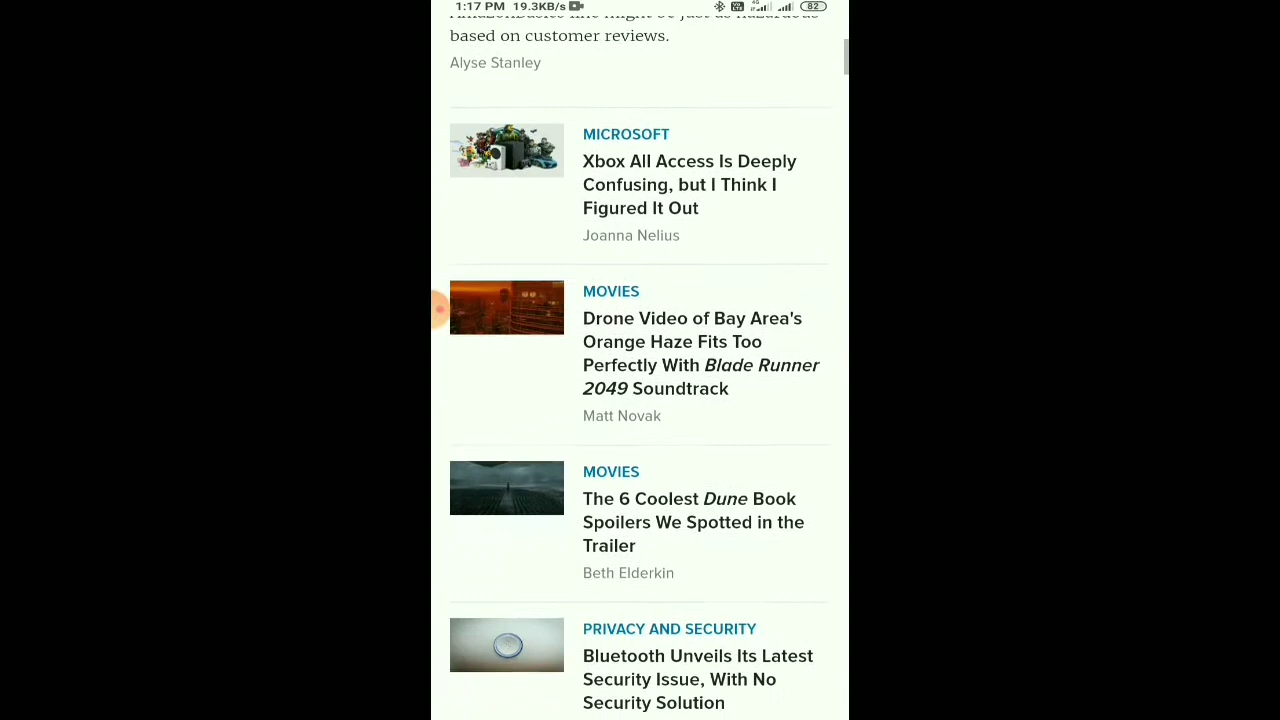 1:17 PM 19.3KB/s 82
based on customer reviews.
Alyse Stanley
MICROSOFT
Xbox All Access Is Deeply
Confusing, but I Think I
Figured It Out
Joanna Nelius
MOVIES
Drone Video of Bay Area's
Orange Haze Fits Too
Perfectly With Blade Runner
2049 Soundtrack
Matt Novak
MOVIES
The 6 Coolest Dune Book
Spoilers We Spotted in the
Trailer
Beth Elderkin
PRIVACY AND SECURITY
Bluetooth Unveils Its Latest
Security Issue, With No
Security Solution